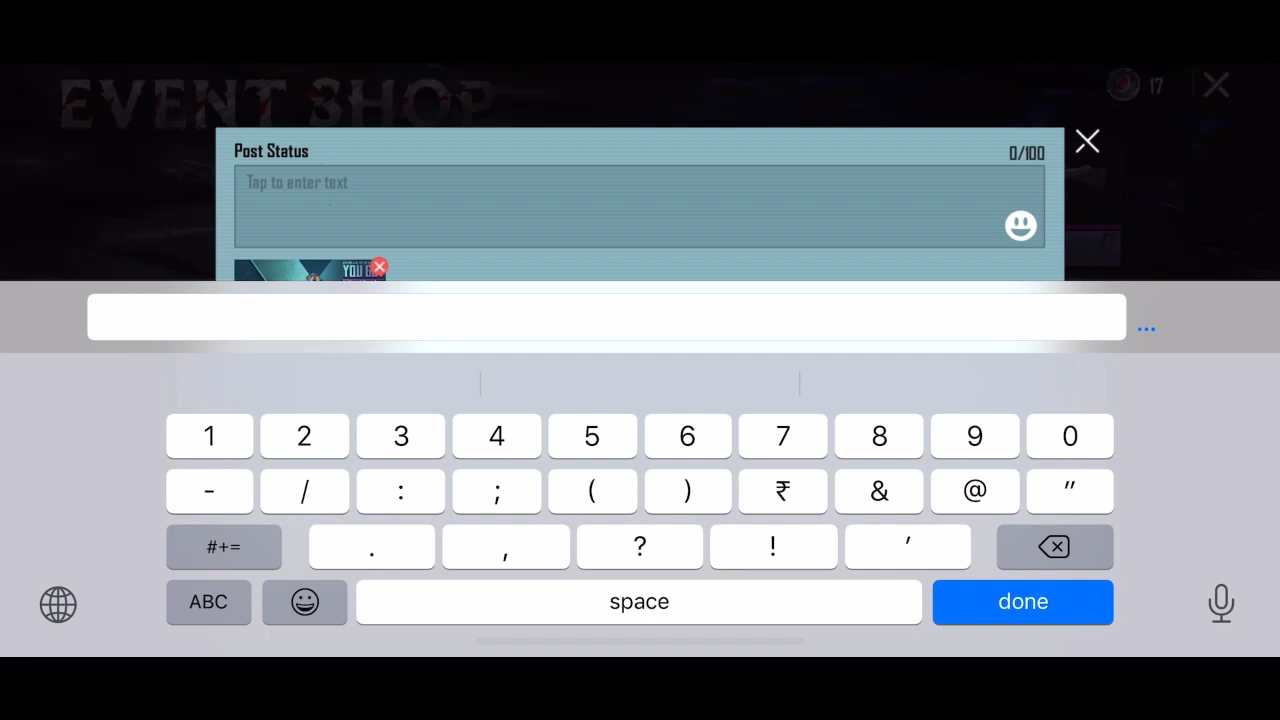 EVENT SHOP
17
Post Status
0/100
Tap to enter text
YOU G
...
1 2 3 4 5 6 7 8 9 0
- / : ; ( ) ₹ & @ "
#+= . , ? ! '
ABC space done